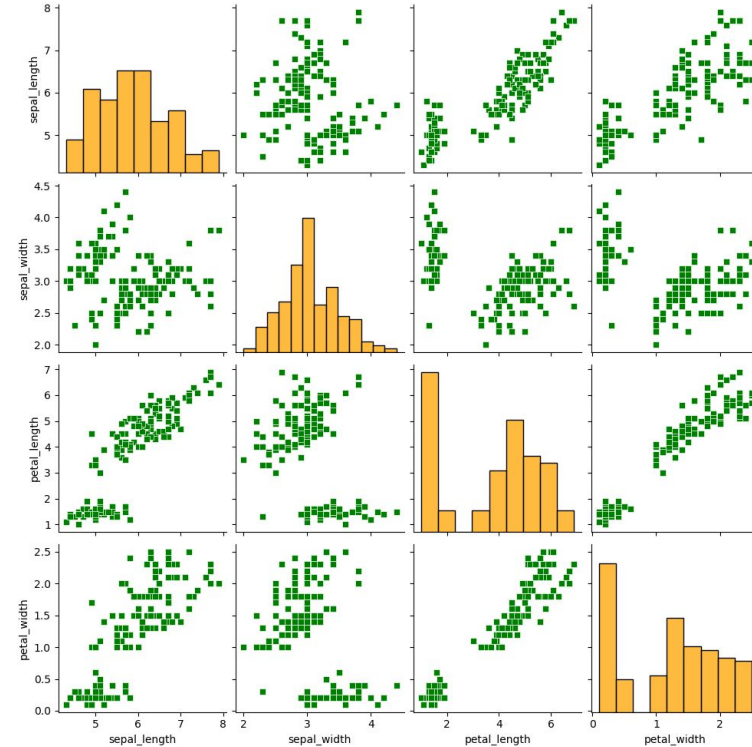 8
7
6
5
sepal_length
4.5
4.0
3.5
3.0
2.5
2.0
sepal_width
7
6
5
4
3
2
1
petal_length
2.5
2.0
1.5
1.0
0.5
0.0
petal_width
5 6 7 8
sepal_length
2 3 4
sepal_width
2 4 6
petal_length
0 1 2
petal_width